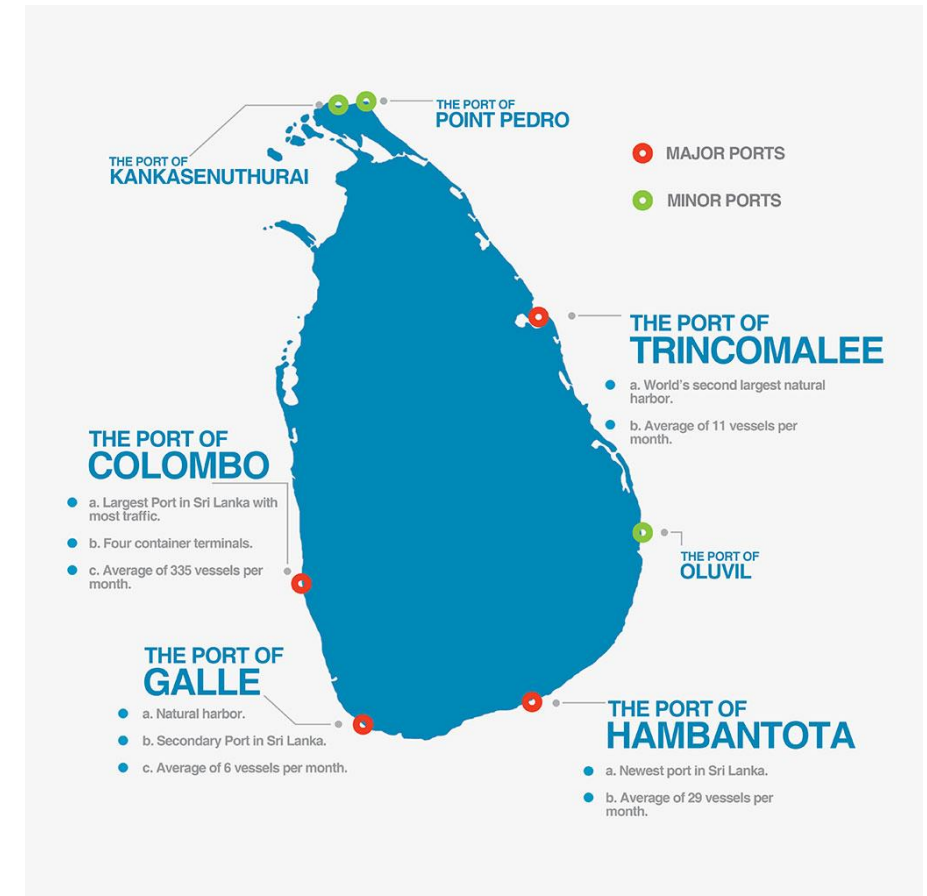 THE PORT OF
POINT PEDRO
THE PORT OF
KANKASENUTHURAI
MAJOR PORTS
MINOR PORTS
THE PORT OF
TRINCOMALEE
a. World's second largest natural
harbor.
b. Average of 11 vessels per
month.
THE PORT OF
COLOMBO
a. Largest Port in Sri Lanka with
most traffic.
b. Four container terminals.
c. Average of 335 vessels per
month.
THE PORT OF
OLUVIL
THE PORT OF
GALLE
a. Natural harbor.
b. Secondary Port in Sri Lanka.
c. Average of 6 vessels per month.
THE PORT OF
HAMBANTOTA
a. Newest port in Sri Lanka.
b. Average of 29 vessels per
month.